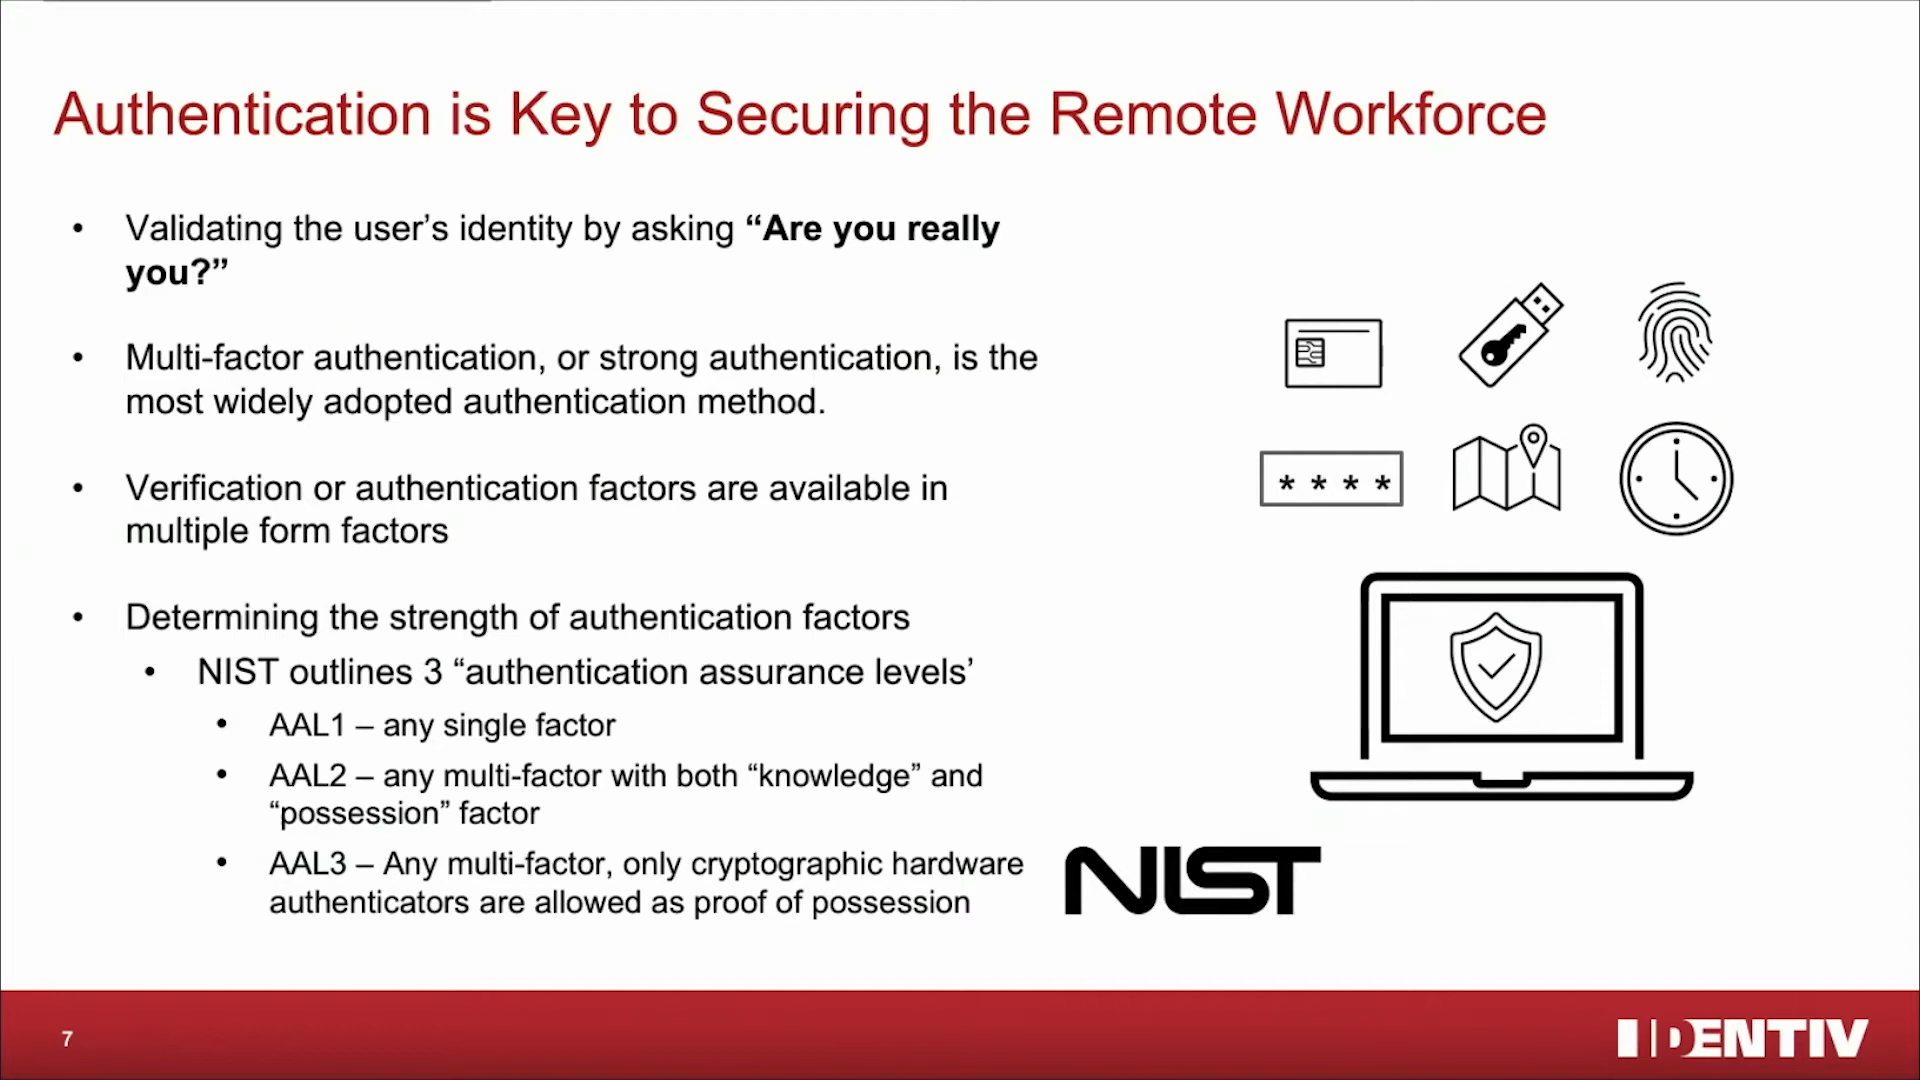 Authentication is Key to Securing the Remote Workforce
• Validating the user’s identity by asking “Are you really
you?”
• Multi-factor authentication, or strong authentication, is the
most widely adopted authentication method.
• Verification or authentication factors are available in
multiple form factors
• Determining the strength of authentication factors
• NIST outlines 3 “authentication assurance levels’
• AAL1 – any single factor
• AAL2 – any multi-factor with both “knowledge” and
“possession” factor
• AAL3 – Any multi-factor, only cryptographic hardware
authenticators are allowed as proof of possession
* * * *
NIST
7
IDENTIV